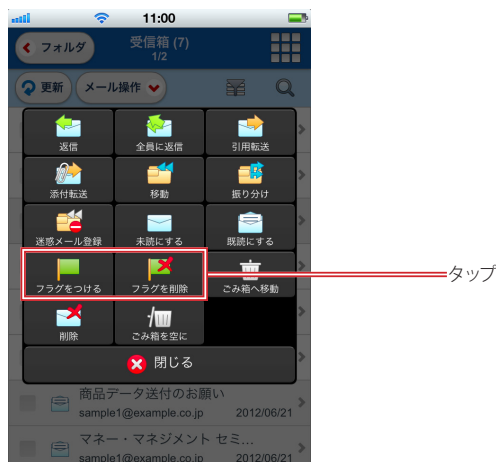 11:00
フォルダ
受信箱 (7)
1/2
更新
メール操作
返信
全員に返信
引用転送
添付転送
移動
振り分け
迷惑メール登録
未読にする
既読にする
フラグをつける
フラグを削除
ごみ箱へ移動
タップ
削除
ごみ箱を空に
閉じる
商品データ送付のお願い
sample1@example.co.jp 2012/06/21
マネー・マネジメント セミ...
sample1@example.co.jp 2012/06/21